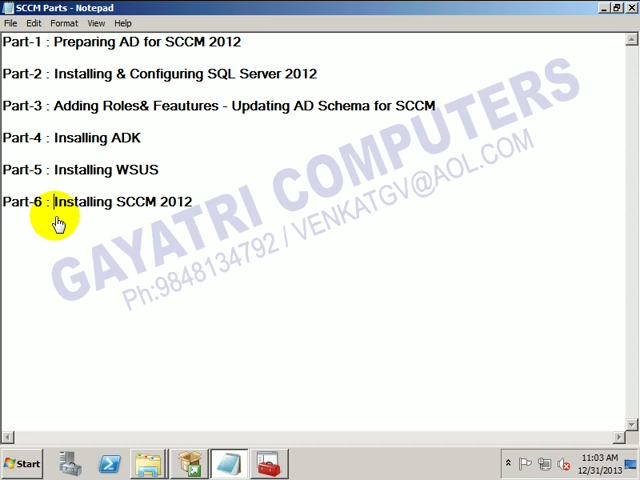 SCCM Parts - Notepad
File Edit Format View Help
Part-1 : Preparing AD for SCCM 2012
Part-2 : Installing & Configuring SQL Server 2012
Part-3 : Adding Roles& Feautures - Updating AD Schema for SCCM
Part-4 : Insalling ADK
Part-5 : Installing WSUS
Part-6 : Installing SCCM 2012
GAYATRI COMPUTERS
Ph:9848134792 / VENKATGV@AOL.COM
Start
11:03 AM
12/31/2013